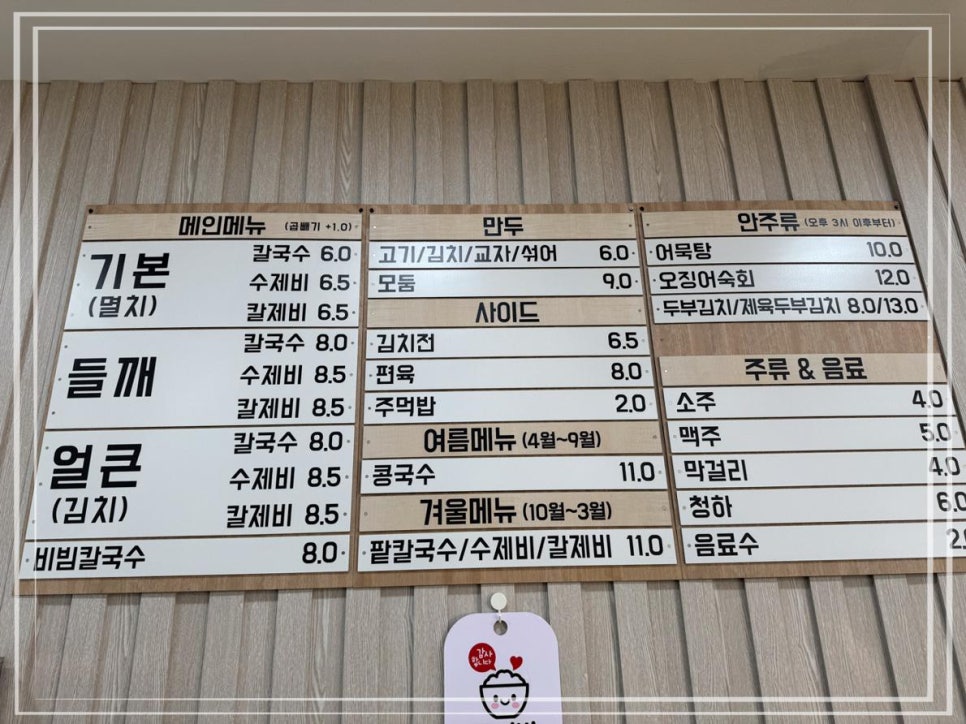 메인메뉴 (곱빼기 +1.0)
기본
(멸치)
칼국수 6.0
수제비 6.5
칼제비 6.5
들깨
칼국수 8.0
수제비 8.5
칼제비 8.5
얼큰
(김치)
칼국수 8.0
수제비 8.5
칼제비 8.5
비빔칼국수 8.0
만두
고기/김치/교자/섞어 6.0
모둠 9.0
사이드
김치전 6.5
편육 8.0
주먹밥 2.0
여름메뉴 (4월~9월)
콩국수 11.0
겨울메뉴 (10월~3월)
팥칼국수/수제비/칼제비 11.0
안주류 (오후 3시 이후부터)
어묵탕 10.0
오징어숙회 12.0
두부김치/제육두부김치 8.0/13.0
주류 & 음료
소주 4.0
맥주 5.0
막걸리 4.0
청하 6.0
음료수
감사
합니다